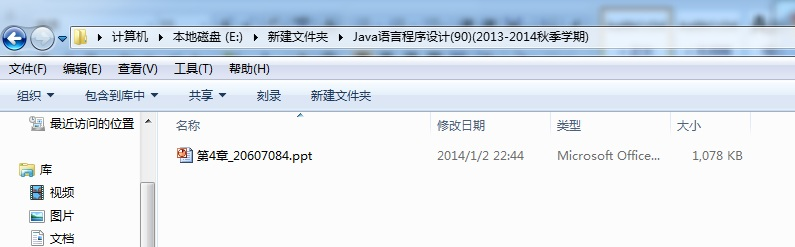 计算机 本地磁盘 (E:) 新建文件夹 Java语言程序设计(90)(2013-2014秋季学期)
文件(F) 编辑(E) 查看(V) 工具(T) 帮助(H)
组织 包含到库中 共享 刻录 新建文件夹
最近访问的位置 名称 修改日期 类型 大小
第4章_20607084.ppt 2014/1/2 22:44 Microsoft Office... 1,078 KB
库
视频
图片
文档